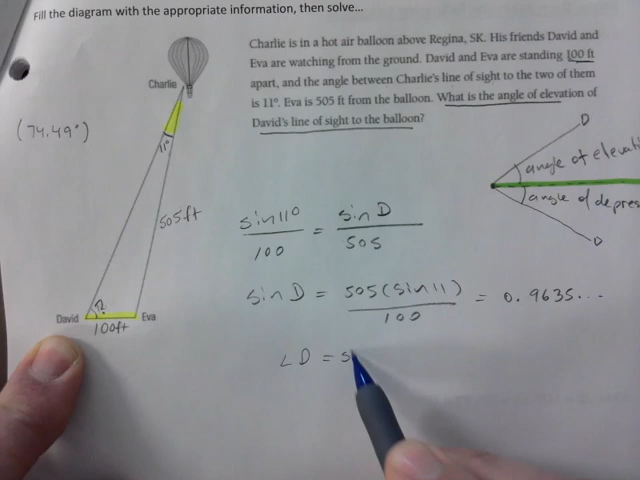 Fill the diagram with the appropriate information, then solve...
Charlie is in a hot air balloon above Regina, SK. His friends David and
Eva are watching from the ground. David and Eva are standing 100 ft
apart, and the angle between Charlie's line of sight to the two of them
is 11°. Eva is 505 ft from the balloon. What is the angle of elevation of
David's line of sight to the balloon?
Charlie
(74.49°)
11°
505ft
?
David
Eva
100ft
sin11° / 100 = sin D / 505
sin D = 505(sin11) / 100 = 0.9635...
∠D = s
D
angle of elevati
angle of depres
D